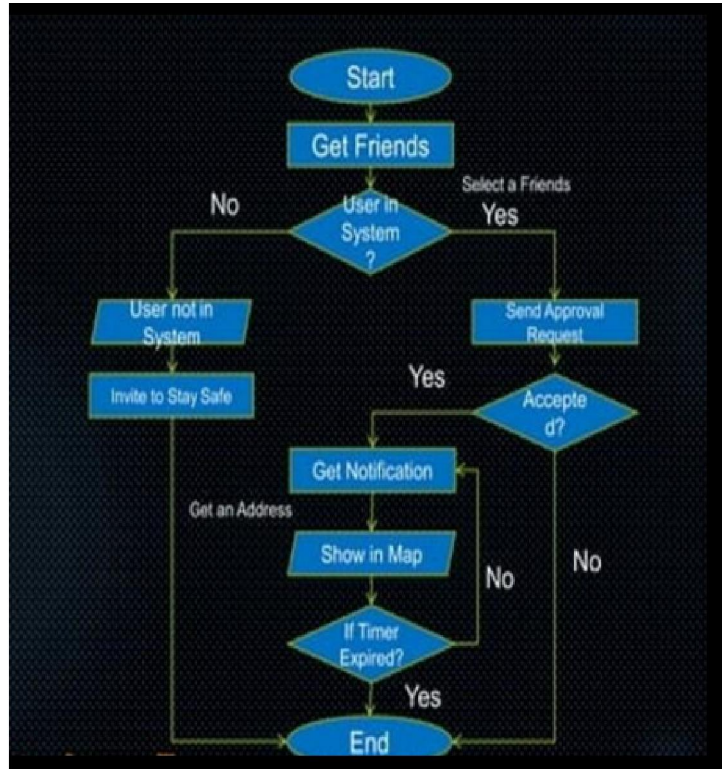 Start
Get Friends
Select a Friends
No
User in
System
?
Yes
User not in
System
Send Approval
Request
Invite to Stay Safe
Yes
Accepte
d?
Get Notification
Get an Address
Show in Map
No
No
If Timer
Expired?
Yes
End